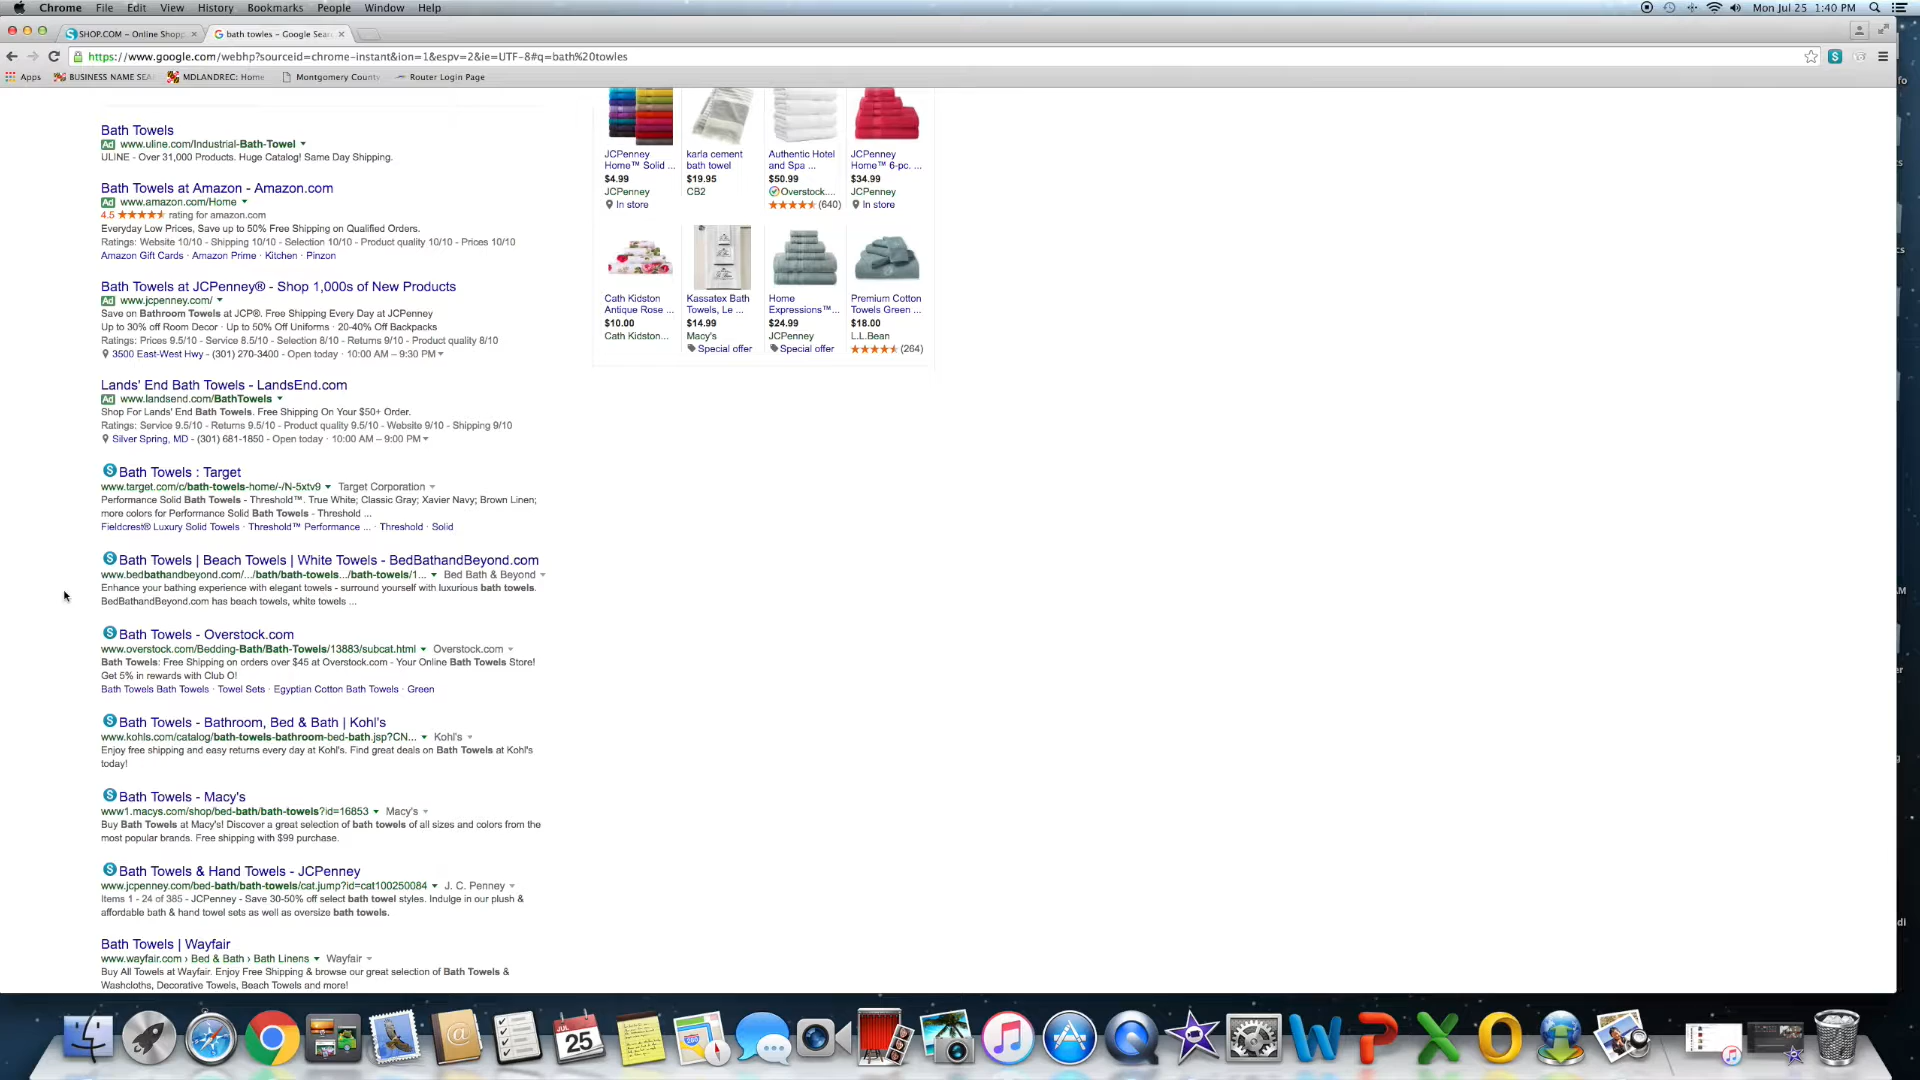 Chrome File Edit View History Bookmarks People Window Help Mon Jul 25 1:40 PM
SHOP.COM – Online Shopp bath towles – Google Sear
https://www.google.com/webhp?sourceid=chrome-instant&ion=1&espv=2&ie=UTF-8#q=bath%20towles
Apps BUSINESS NAME SEA MDLANDREC: Home Montgomery County Router Login Page
Bath Towels
Ad www.uline.com/Industrial-Bath-Towel
ULINE - Over 31,000 Products. Huge Catalog! Same Day Shipping.
Bath Towels at Amazon - Amazon.com
Ad www.amazon.com/Home
4.5 rating for amazon.com
Everyday Low Prices, Save up to 50% Free Shipping on Qualified Orders.
Ratings: Website 10/10 - Shipping 10/10 - Selection 10/10 - Product quality 10/10 - Prices 10/10
Amazon Gift Cards · Amazon Prime · Kitchen · Pinzon
Bath Towels at JCPenney® - Shop 1,000s of New Products
Ad www.jcpenney.com/
Save on Bathroom Towels at JCP®. Free Shipping Every Day at JCPenney
Up to 30% off Room Decor · Up to 50% Off Uniforms · 20-40% Off Backpacks
Ratings: Prices 9.5/10 - Service 8.5/10 - Selection 8/10 - Returns 9/10 - Product quality 8/10
3500 East-West Hwy - (301) 270-3400 - Open today · 10:00 AM – 9:30 PM
Lands' End Bath Towels - LandsEnd.com
Ad www.landsend.com/BathTowels
Shop For Lands' End Bath Towels. Free Shipping On Your $50+ Order.
Ratings: Service 9.5/10 - Returns 9.5/10 - Product quality 9.5/10 - Website 9/10 - Shipping 9/10
Silver Spring, MD - (301) 681-1850 - Open today · 10:00 AM – 9:00 PM
S Bath Towels : Target
www.target.com/c/bath-towels-home/-/N-5xtv9 Target Corporation
Performance Solid Bath Towels - Threshold™. True White; Classic Gray; Xavier Navy; Brown Linen;
more colors for Performance Solid Bath Towels - Threshold ...
Fieldcrest® Luxury Solid Towels · Threshold™ Performance ... · Threshold · Solid
S Bath Towels | Beach Towels | White Towels - BedBathandBeyond.com
www.bedbathandbeyond.com/.../bath/bath-towels.../bath-towels/1... Bed Bath & Beyond
Enhance your bathing experience with elegant towels - surround yourself with luxurious bath towels.
BedBathandBeyond.com has beach towels, white towels ...
S Bath Towels - Overstock.com
www.overstock.com/Bedding-Bath/Bath-Towels/13883/subcat.html Overstock.com
Bath Towels: Free Shipping on orders over $45 at Overstock.com - Your Online Bath Towels Store!
Get 5% in rewards with Club O!
Bath Towels Bath Towels · Towel Sets · Egyptian Cotton Bath Towels · Green
S Bath Towels - Bathroom, Bed & Bath | Kohl's
www.kohls.com/catalog/bath-towels-bathroom-bed-bath.jsp?CN... Kohl's
Enjoy free shipping and easy returns every day at Kohl's. Find great deals on Bath Towels at Kohl's
today!
S Bath Towels - Macy's
www1.macys.com/shop/bed-bath/bath-towels?id=16853 Macy's
Buy Bath Towels at Macy's! Discover a great selection of bath towels of all sizes and colors from the
most popular brands. Free shipping with $99 purchase.
S Bath Towels & Hand Towels - JCPenney
www.jcpenney.com/bed-bath/bath-towels/cat.jump?id=cat100250084 J. C. Penney
Items 1 - 24 of 385 - JCPenney - Save 30-50% off select bath towel styles. Indulge in our plush &
affordable bath & hand towel sets as well as oversize bath towels.
Bath Towels | Wayfair
www.wayfair.com › Bed & Bath › Bath Linens Wayfair
Buy All Towels at Wayfair. Enjoy Free Shipping & browse our great selection of Bath Towels &
Washcloths, Decorative Towels, Beach Towels and more!
JCPenney karla cement Authentic Hotel JCPenney
Home™ Solid ... bath towel and Spa ... Home™ 6-pc. ...
$4.99 $19.95 $50.99 $34.99
JCPenney CB2 Overstock.... JCPenney
In store (640) In store
Cath Kidston Kassatex Bath Home Premium Cotton
Antique Rose ... Towels, Le ... Expressions™... Towels Green ...
$10.00 $14.99 $24.99 $18.00
Cath Kidston... Macy's JCPenney L.L.Bean
Special offer Special offer (264)
JUL
25